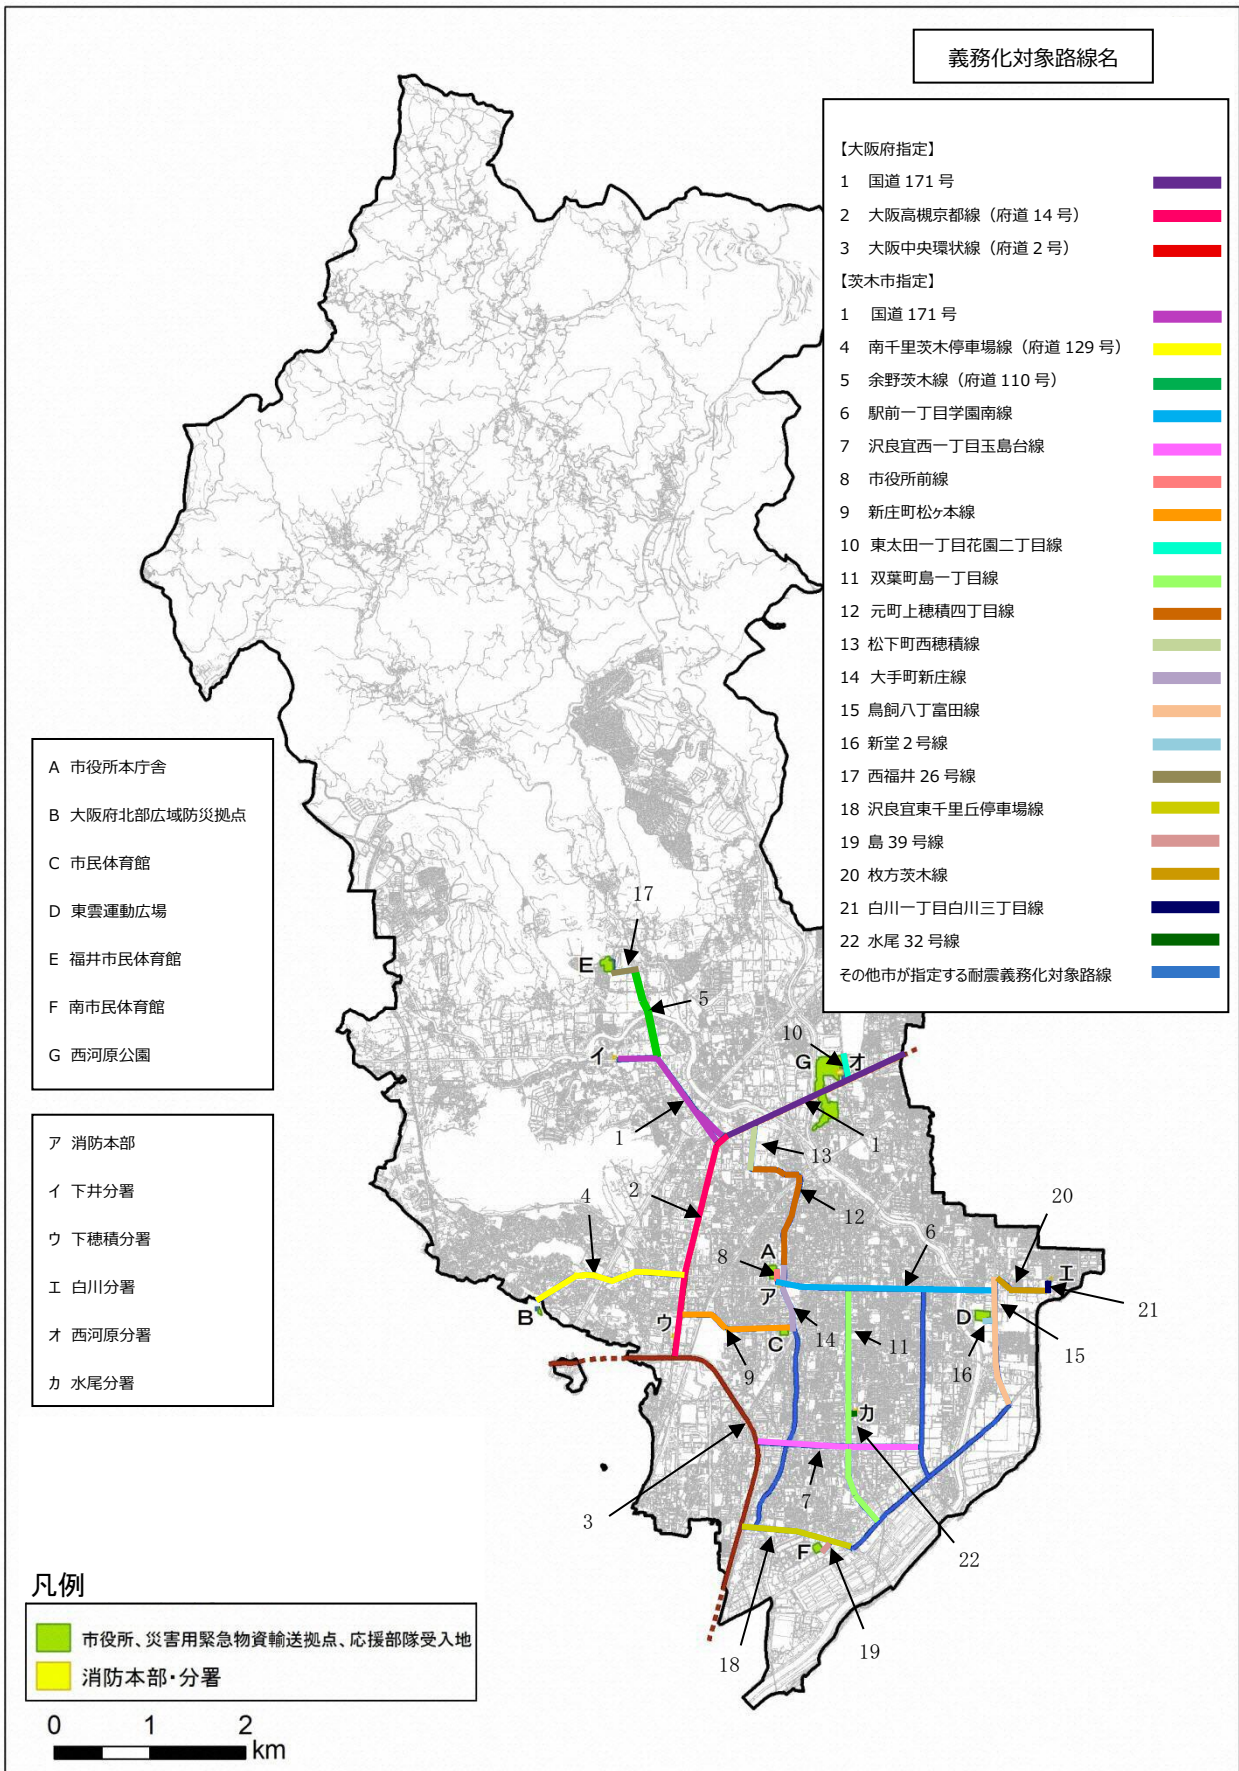 義務化対象路線名
【大阪府指定】
1 国道 171 号
2 大阪高槻京都線（府道 14 号）
3 大阪中央環状線（府道 2 号）
【茨木市指定】
1 国道 171 号
4 南千里茨木停車場線（府道 129 号）
5 余野茨木線（府道 110 号）
6 駅前一丁目学園南線
7 沢良宜西一丁目玉島台線
8 市役所前線
9 新庄町松ヶ本線
10 東太田一丁目花園二丁目線
11 双葉町島一丁目線
12 元町上穂積四丁目線
13 松下町西穂積線
14 大手町新庄線
15 鳥飼八丁富田線
16 新堂 2 号線
17 西福井 26 号線
18 沢良宜東千里丘停車場線
19 島 39 号線
20 枚方茨木線
21 白川一丁目白川三丁目線
22 水尾 32 号線
その他市が指定する耐震義務化対象路線
A 市役所本庁舎
B 大阪府北部広域防災拠点
C 市民体育館
D 東雲運動広場
E 福井市民体育館
F 南市民体育館
G 西河原公園
ア 消防本部
イ 下井分署
ウ 下穂積分署
エ 白川分署
オ 西河原分署
カ 水尾分署
17
E
5
10
イ
G
オ
1
13
1
4
2
12
20
6
8
A
エ
ア
B
ウ
D
21
C
14
11
15
9
16
カ
3
7
22
F
18
19
凡例
市役所、災害用緊急物資輸送拠点、応援部隊受入地
消防本部・分署
0 1 2
km